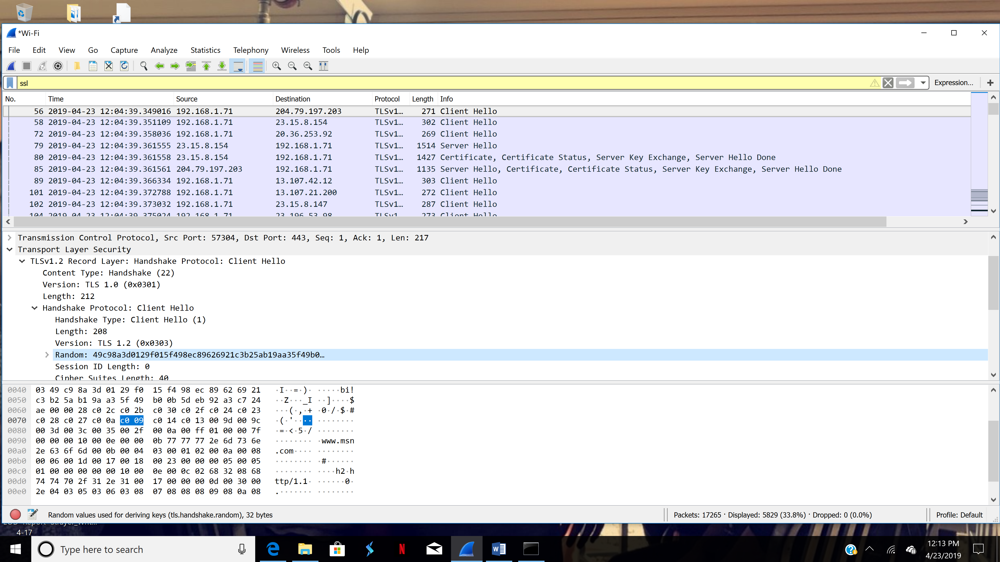 *Wi-Fi
File Edit View Go Capture Analyze Statistics Telephony Wireless Tools Help
ssl Expression... +
No. Time Source Destination Protocol Length Info
56 2019-04-23 12:04:39.349016 192.168.1.71 204.79.197.203 TLSv1... 271 Client Hello
58 2019-04-23 12:04:39.351109 192.168.1.71 23.15.8.154 TLSv1... 302 Client Hello
72 2019-04-23 12:04:39.358036 192.168.1.71 20.36.253.92 TLSv1... 269 Client Hello
79 2019-04-23 12:04:39.361555 23.15.8.154 192.168.1.71 TLSv1... 1514 Server Hello
80 2019-04-23 12:04:39.361558 23.15.8.154 192.168.1.71 TLSv1... 1427 Certificate, Certificate Status, Server Key Exchange, Server Hello Done
85 2019-04-23 12:04:39.361561 204.79.197.203 192.168.1.71 TLSv1... 1135 Server Hello, Certificate, Certificate Status, Server Key Exchange, Server Hello Done
89 2019-04-23 12:04:39.366334 192.168.1.71 13.107.42.12 TLSv1... 303 Client Hello
101 2019-04-23 12:04:39.372788 192.168.1.71 13.107.21.200 TLSv1... 272 Client Hello
102 2019-04-23 12:04:39.373032 192.168.1.71 23.15.8.147 TLSv1... 287 Client Hello
104 2019-04-23 12:04:39.375024 192.168.1.71 23.196.53.98 TLSv1 273 Client Hello
Transmission Control Protocol, Src Port: 57304, Dst Port: 443, Seq: 1, Ack: 1, Len: 217
Transport Layer Security
TLSv1.2 Record Layer: Handshake Protocol: Client Hello
Content Type: Handshake (22)
Version: TLS 1.0 (0x0301)
Length: 212
Handshake Protocol: Client Hello
Handshake Type: Client Hello (1)
Length: 208
Version: TLS 1.2 (0x0303)
Random: 49c98a3d0129f015f498ec89626921c3b25ab19aa35f49b0...
Session ID Length: 0
Cipher Suites Length: 40
0040 03 49 c9 8a 3d 01 29 f0 15 f4 98 ec 89 62 69 21 ·I··=·)· ·····bi!
0050 c3 b2 5a b1 9a a3 5f 49 b0 0b 5d eb 92 a3 c7 24 ··Z···_I ··]····$
0060 ae 00 00 28 c0 2c c0 2b c0 30 c0 2f c0 24 c0 23 ···(·,·+ ·0·/·$·#
0070 c0 28 c0 27 c0 0a c0 09 c0 14 c0 13 00 9d 00 9c ·(·'···· ········
0080 00 3d 00 3c 00 35 00 2f 00 0a 00 ff 01 00 00 7f ·=·<·5·/ ········
0090 00 00 00 10 00 0e 00 00 0b 77 77 77 2e 6d 73 6e ········ ·www.msn
00a0 2e 63 6f 6d 00 0b 00 04 03 00 01 02 00 0a 00 08 .com···· ········
00b0 00 06 00 1d 00 17 00 18 00 23 00 00 00 05 00 05 ········ ·#······
00c0 01 00 00 00 00 00 10 00 0e 00 0c 02 68 32 08 68 ········ ····h2·h
00d0 74 74 70 2f 31 2e 31 00 17 00 00 00 0d 00 30 00 ttp/1.1· ······0·
00e0 2e 04 03 05 03 06 03 08 07 08 08 08 09 08 0a 08 .······· ········
Random values used for deriving keys (tls.handshake.random), 32 bytes Packets: 17265 · Displayed: 5829 (33.8%) · Dropped: 0 (0.0%) Profile: Default
4-17
Type here to search
12:13 PM
4/23/2019